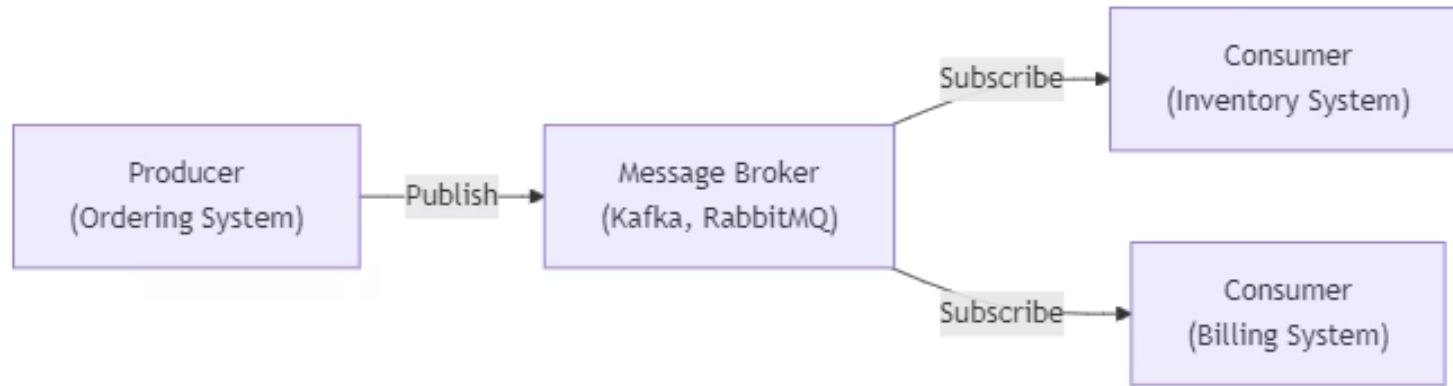 Producer
(Ordering System)
Publish
Message Broker
(Kafka, RabbitMQ)
Subscribe
Consumer
(Inventory System)
Subscribe
Consumer
(Billing System)